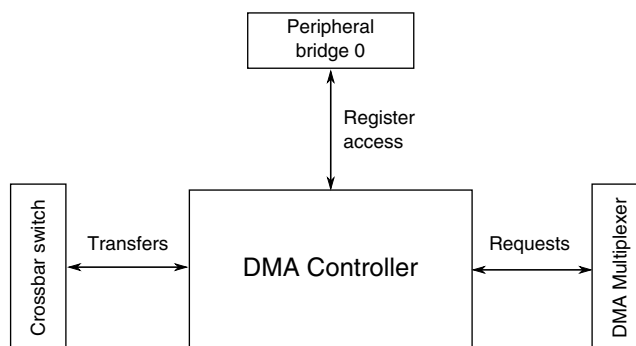 Peripheral
bridge 0
Register
access
Crossbar switch
Transfers
DMA Controller
Requests
DMA Multiplexer